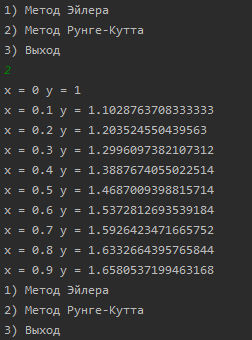 1) Метод Эйлера
2) Метод Рунге-Кутта
3) Выход
2
x = 0 y = 1
x = 0.1 y = 1.1028763708333333
x = 0.2 y = 1.203524550439563
x = 0.3 y = 1.2996097382107312
x = 0.4 y = 1.3887674055022514
x = 0.5 y = 1.4687009398815714
x = 0.6 y = 1.5372812693539184
x = 0.7 y = 1.5926423471665752
x = 0.8 y = 1.6332664395765844
x = 0.9 y = 1.6580537199463168
1) Метод Эйлера
2) Метод Рунге-Кутта
3) Выход